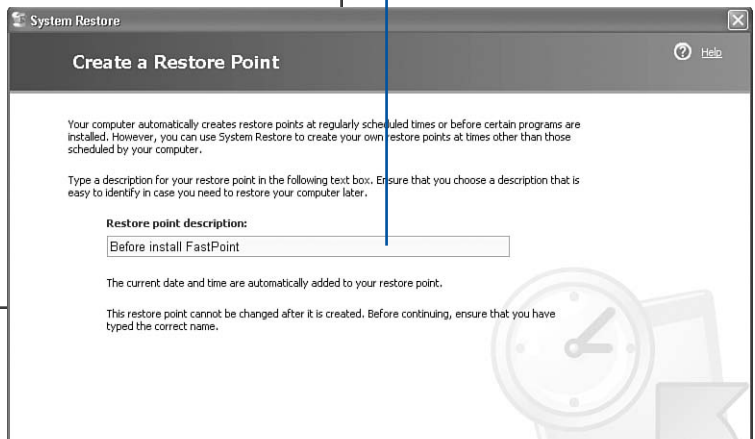 System Restore
Create a Restore Point
Help
Your computer automatically creates restore points at regularly scheduled times or before certain programs are
installed. However, you can use System Restore to create your own restore points at times other than those
scheduled by your computer.
Type a description for your restore point in the following text box. Ensure that you choose a description that is
easy to identify in case you need to restore your computer later.
Restore point description:
Before install FastPoint
The current date and time are automatically added to your restore point.
This restore point cannot be changed after it is created. Before continuing, ensure that you have
typed the correct name.